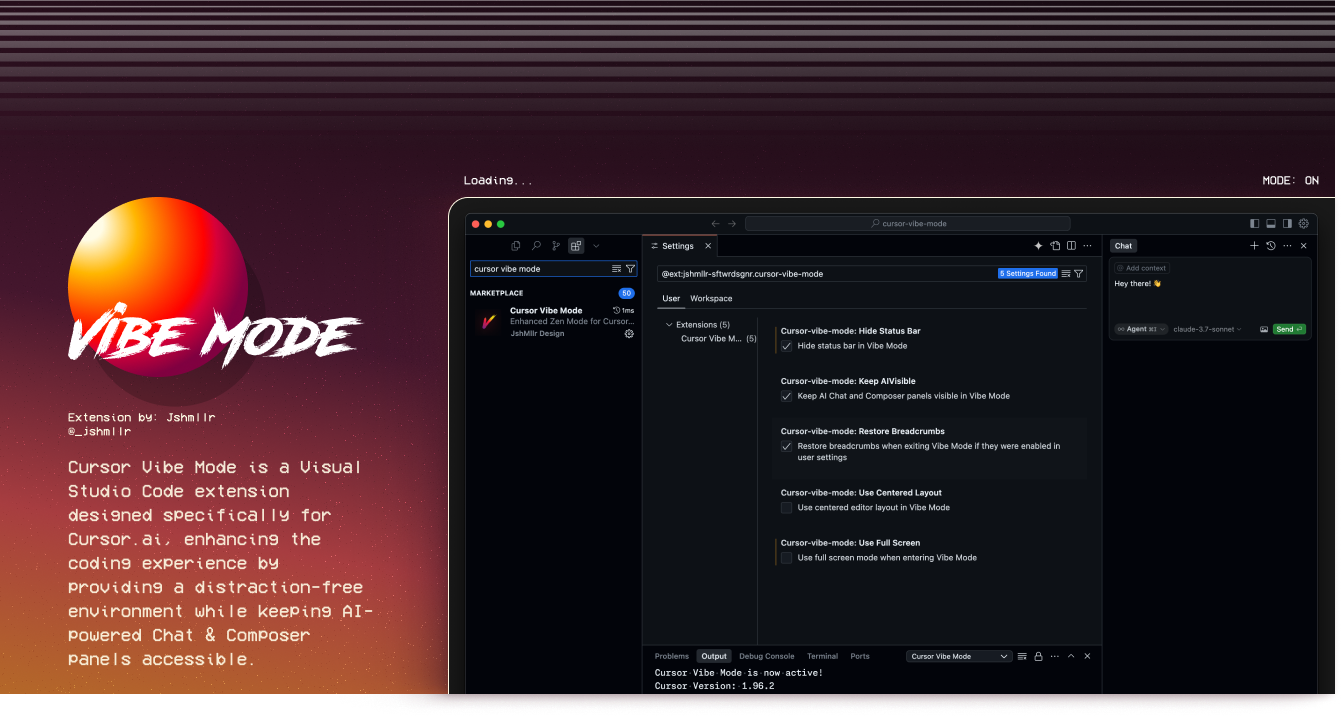 Loading...
MODE: ON
VIBE MODE
Extension by: Jshmllr
@_jshmllr
Cursor Vibe Mode is a Visual
Studio Code extension
designed specifically for
Cursor.ai, enhancing the
coding experience by
providing a distraction-free
environment while keeping AI-
powered Chat & Composer
panels accessible.
cursor-vibe-mode
cursor vibe mode
MARKETPLACE 50
Cursor Vibe Mode 1ms
Enhanced Zen Mode for Cursor...
JshMllr Design
Settings
@ext:jshmllr-sftwrdsgnr.cursor-vibe-mode 5 Settings Found
User Workspace
Extensions (5)
Cursor Vibe M... (5)
Cursor-vibe-mode: Hide Status Bar
Hide status bar in Vibe Mode
Cursor-vibe-mode: Keep AIVisible
Keep AI Chat and Composer panels visible in Vibe Mode
Cursor-vibe-mode: Restore Breadcrumbs
Restore breadcrumbs when exiting Vibe Mode if they were enabled in
user settings
Cursor-vibe-mode: Use Centered Layout
Use centered editor layout in Vibe Mode
Cursor-vibe-mode: Use Full Screen
Use full screen mode when entering Vibe Mode
Problems Output Debug Console Terminal Ports Cursor Vibe Mode
Cursor Vibe Mode is now active!
Cursor Version: 1.96.2
Chat
@ Add context
Hey there! 👋
∞ Agent ⌘I claude-3.7-sonnet Send ⏎